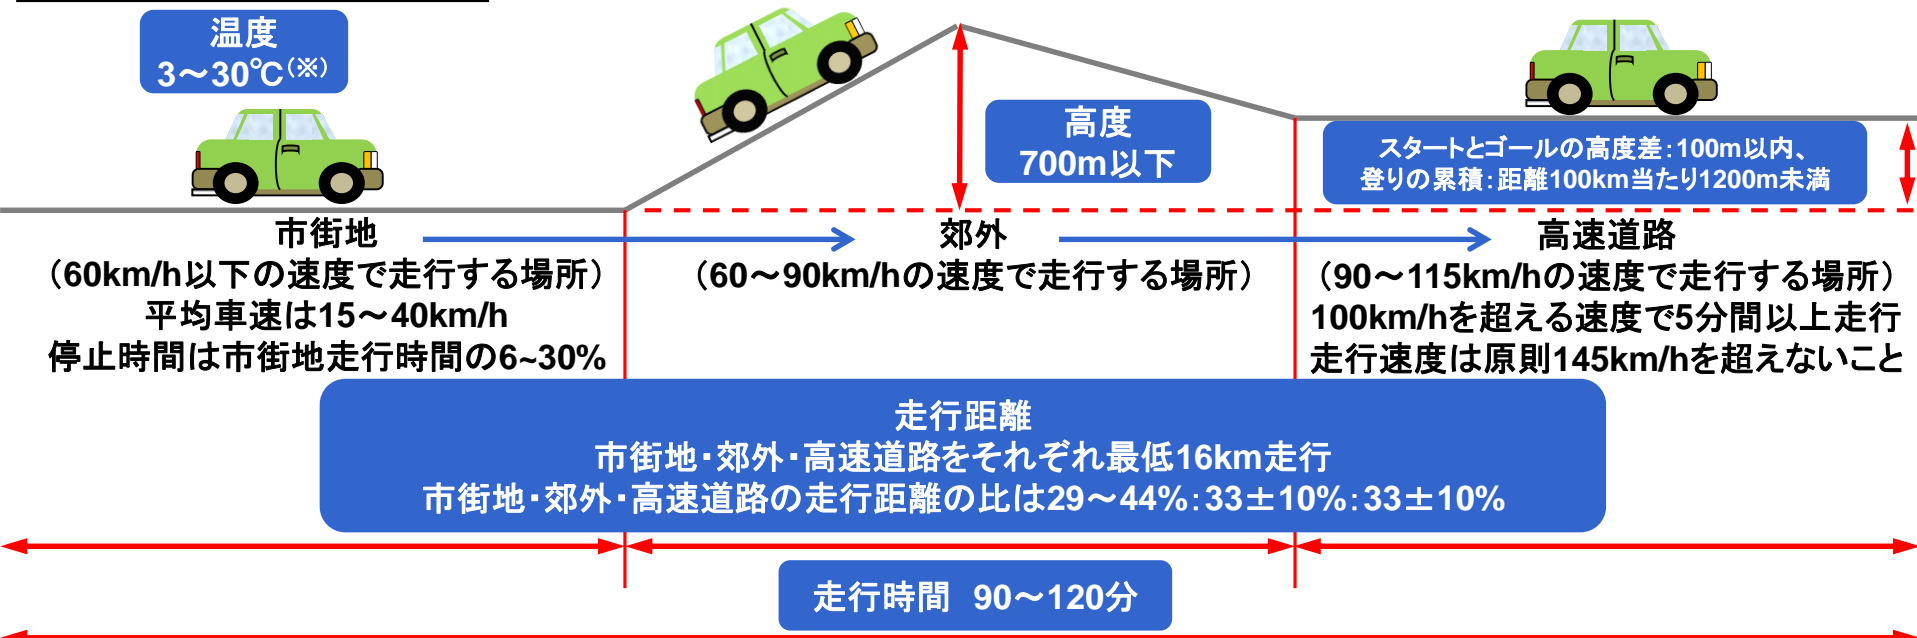 温度
3～30℃(※)
高度
700m以下
スタートとゴールの高度差：100m以内、
登りの累積：距離100km当たり1200m未満
市街地
（60km/h以下の速度で走行する場所）
平均車速は15～40km/h
停止時間は市街地走行時間の6~30%
郊外
（60～90km/hの速度で走行する場所）
高速道路
（90～115km/hの速度で走行する場所）
100km/hを超える速度で5分間以上走行
走行速度は原則145km/hを超えないこと
走行距離
市街地・郊外・高速道路をそれぞれ最低16km走行
市街地・郊外・高速道路の走行距離の比は29～44%：33±10%：33±10%
走行時間　90～120分